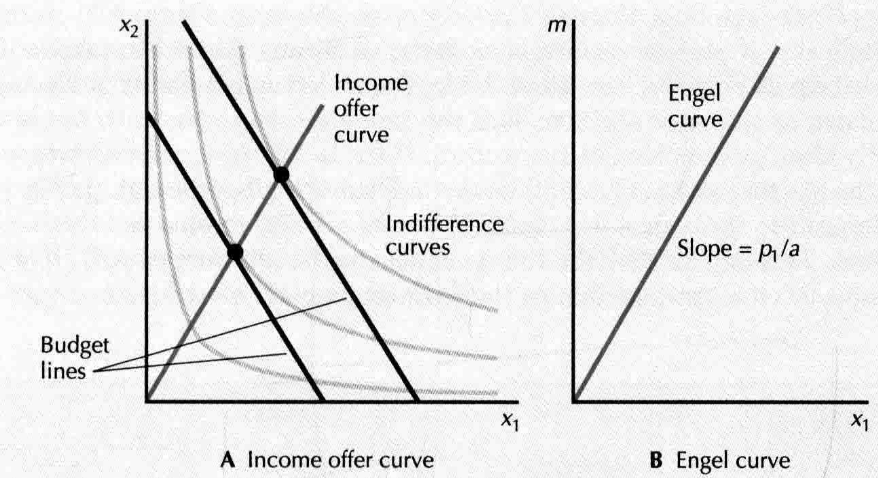 x₂
Income
offer
curve
Indifference
curves
Budget
lines
x₁
A Income offer curve
m
Engel
curve
Slope = p₁/a
x₁
B Engel curve